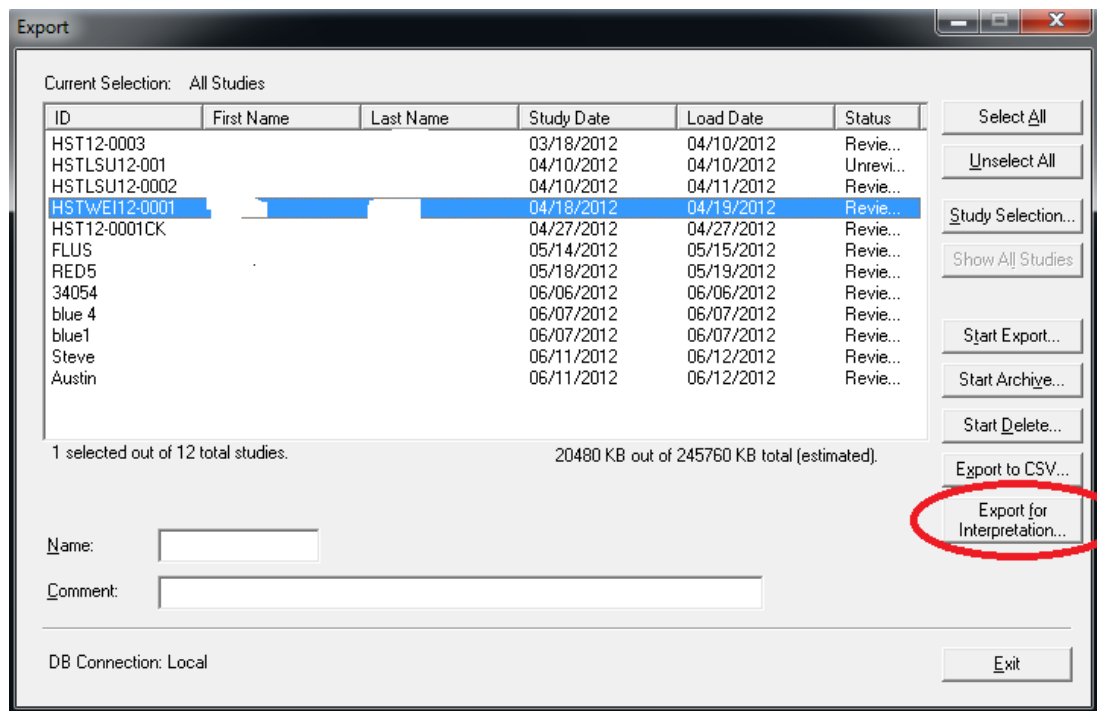 Export
Current Selection: All Studies
ID First Name Last Name Study Date Load Date Status
HST12-0003 03/18/2012 04/10/2012 Revie...
HSTLSU12-001 04/10/2012 04/10/2012 Unrevi...
HSTLSU12-0002 04/10/2012 04/11/2012 Revie...
HSTWEI12-0001 04/18/2012 04/19/2012 Revie...
HST12-0001CK 04/27/2012 04/27/2012 Revie...
FLUS 05/14/2012 05/15/2012 Revie...
RED5 05/18/2012 05/19/2012 Revie...
34054 06/06/2012 06/06/2012 Revie...
blue 4 06/07/2012 06/07/2012 Revie...
blue1 06/07/2012 06/07/2012 Revie...
Steve 06/11/2012 06/12/2012 Revie...
Austin 06/11/2012 06/12/2012 Revie...
1 selected out of 12 total studies. 20480 KB out of 245760 KB total (estimated).
Select All
Unselect All
Study Selection...
Show All Studies
Start Export...
Start Archive...
Start Delete...
Export to CSV...
Export for
Interpretation...
Name:
Comment:
DB Connection: Local
Exit